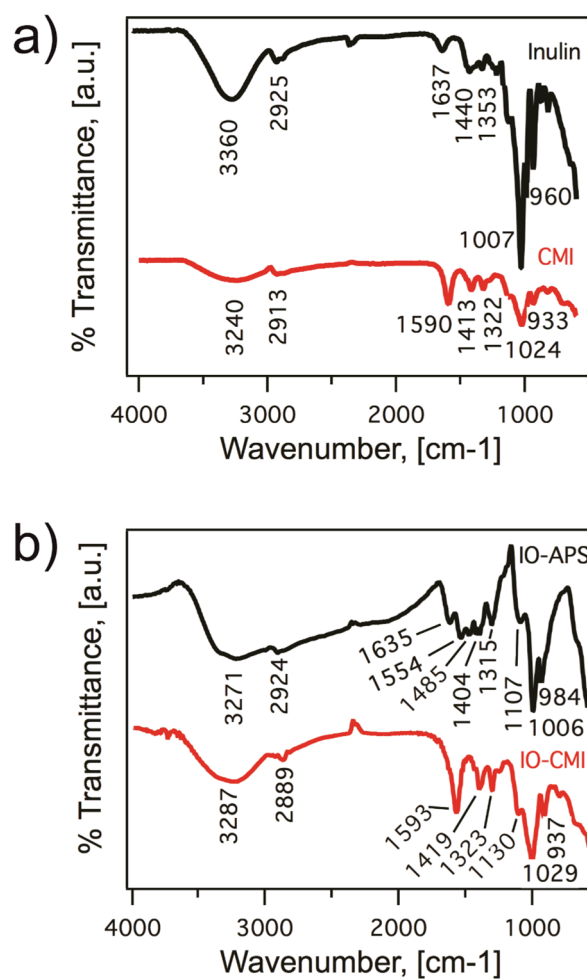 a)
% Transmittance, [a.u.]
Inulin
3360
2925
1637
1440
1353
1007
960
CMI
3240
2913
1590
1413
1322
1024
933
4000 3000 2000 1000
Wavenumber, [cm-1]
b)
% Transmittance, [a.u.]
IO-APS
3271
2924
1635
1554
1485
1404
1315
1107
984
1006
IO-CMI
3287
2889
1593
1419
1323
1130
937
1029
4000 3000 2000 1000
Wavenumber, [cm-1]